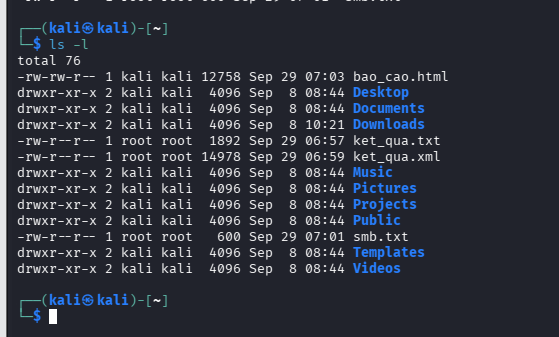 ┌──(kali㉿kali)-[~]
└─$ ls -l
total 76
-rw-rw-r-- 1 kali kali 12758 Sep 29 07:03 bao_cao.html
drwxr-xr-x 2 kali kali  4096 Sep  8 08:44 Desktop
drwxr-xr-x 2 kali kali  4096 Sep  8 08:44 Documents
drwxr-xr-x 2 kali kali  4096 Sep  8 10:21 Downloads
-rw-r--r-- 1 root root  1892 Sep 29 06:57 ket_qua.txt
-rw-r--r-- 1 root root 14978 Sep 29 06:59 ket_qua.xml
drwxr-xr-x 2 kali kali  4096 Sep  8 08:44 Music
drwxr-xr-x 2 kali kali  4096 Sep  8 08:44 Pictures
drwxr-xr-x 2 kali kali  4096 Sep  8 08:44 Projects
drwxr-xr-x 2 kali kali  4096 Sep  8 08:44 Public
-rw-r--r-- 1 root root   600 Sep 29 07:01 smb.txt
drwxr-xr-x 2 kali kali  4096 Sep  8 08:44 Templates
drwxr-xr-x 2 kali kali  4096 Sep  8 08:44 Videos
┌──(kali㉿kali)-[~]
└─$